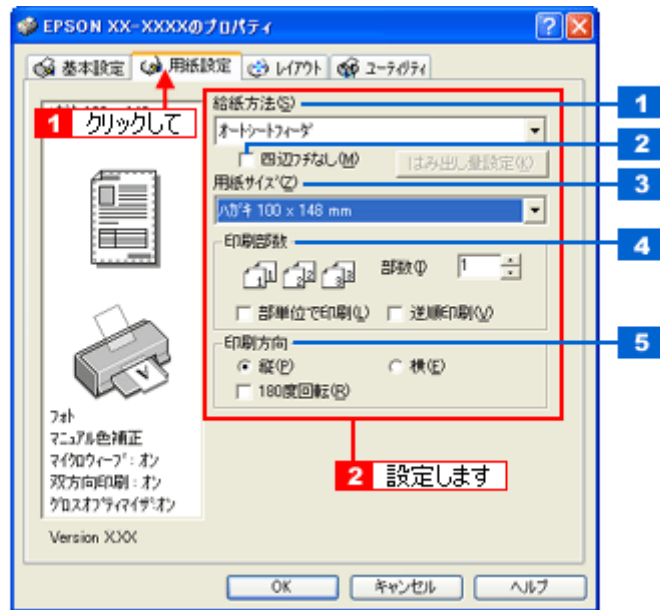 EPSON XX-XXXXのプロパティ
基本設定 用紙設定 レイアウト ユーティリティ
1 クリックして
給紙方法(S)
1
オートシートフィーダ
四辺フチなし(M)
はみ出し量設定(K)
2
用紙サイズ(Z)
3
ハガキ 100 x 148 mm
印刷部数
4
部数(I) 1
部単位で印刷(L) 逆順印刷(V)
印刷方向
5
縦(P) 横(E)
180度回転(R)
フォト
マニュアル色補正
マイクロウィーブ：オン
双方向印刷：オン
グロスオプティマイザ：オン
2 設定します
Version XXX
OK キャンセル ヘルプ